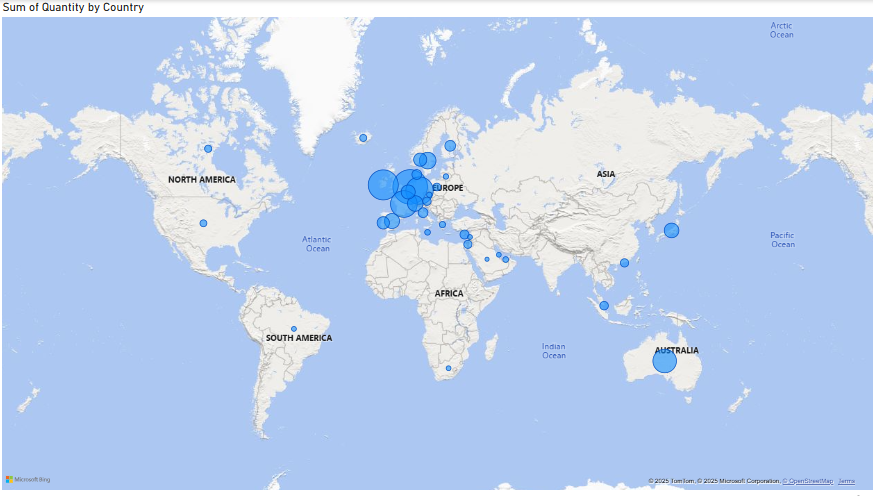 Sum of Quantity by Country
Arctic
Ocean
NORTH AMERICA
EUROPE
ASIA
Atlantic
Ocean
Pacific
Ocean
AFRICA
SOUTH AMERICA
Indian
Ocean
AUSTRALIA
Microsoft Bing
© 2025 TomTom, © 2025 Microsoft Corporation, © OpenStreetMap Terms